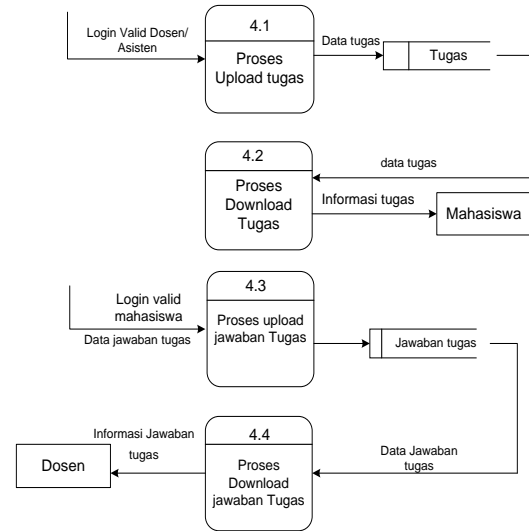 4.1
Login Valid Dosen/
Asisten
Proses
Upload tugas
Data tugas
Tugas
4.2
Proses
Download
Tugas
data tugas
Informasi tugas
Mahasiswa
4.3
Login valid
mahasiswa
Data jawaban tugas
Proses upload
jawaban Tugas
Jawaban tugas
4.4
Informasi Jawaban
tugas
Dosen
Proses
Download
jawaban Tugas
Data Jawaban
tugas